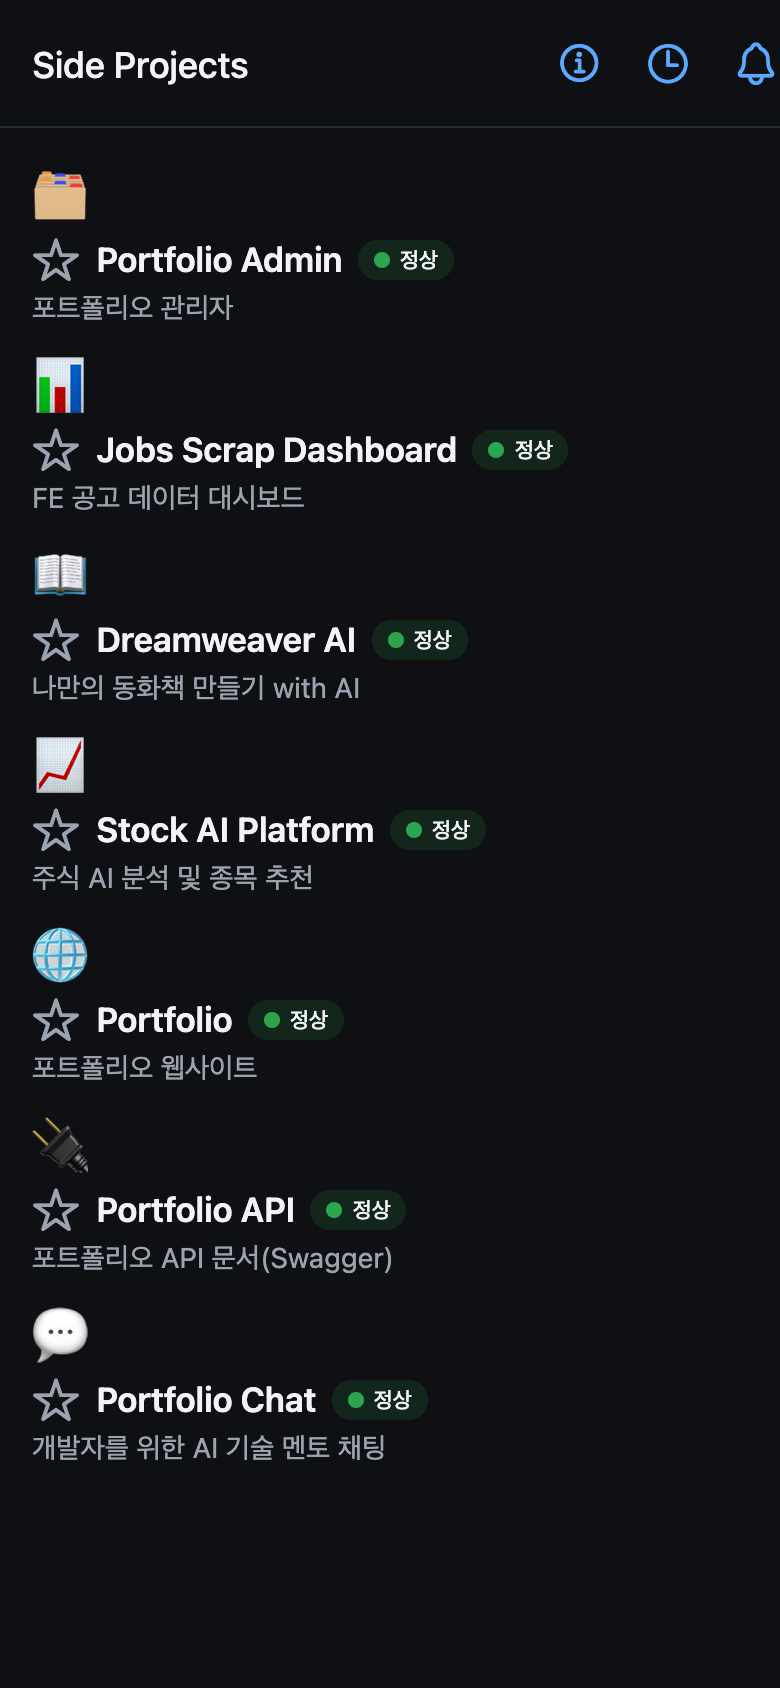 Side Projects
Portfolio Admin 정상
포트폴리오 관리자
Jobs Scrap Dashboard 정상
FE 공고 데이터 대시보드
Dreamweaver AI 정상
나만의 동화책 만들기 with AI
Stock AI Platform 정상
주식 AI 분석 및 종목 추천
Portfolio 정상
포트폴리오 웹사이트
Portfolio API 정상
포트폴리오 API 문서(Swagger)
Portfolio Chat 정상
개발자를 위한 AI 기술 멘토 채팅